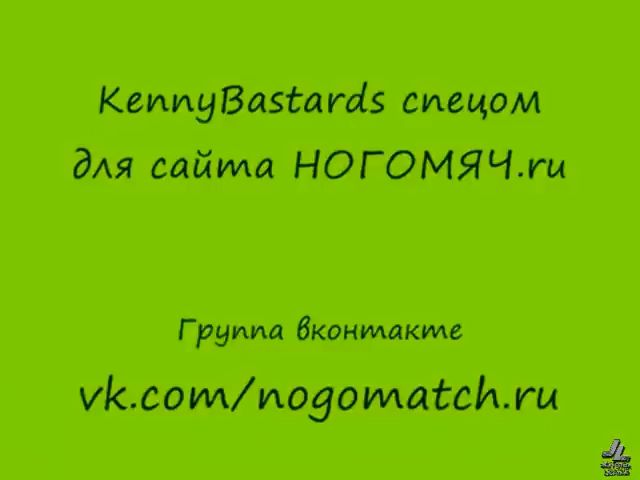 KennyBastards спецом
для сайта НОГОМЯЧ.ru
Группа вконтакте
vk.com/nogomatch.ru